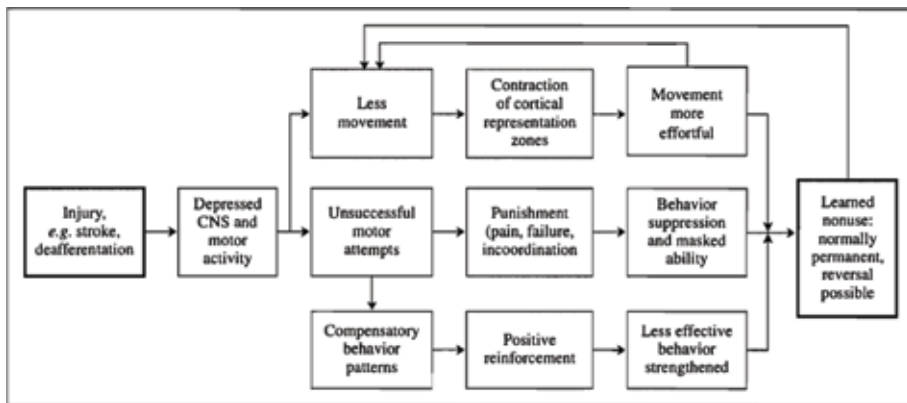 Less
movement
Contraction
of cortical
representation
zones
Movement
more
effortful
Injury,
e.g. stroke,
deafferentation
Depressed
CNS and
motor
activity
Unsuccessful
motor
attempts
Punishment
(pain, failure,
incoordination
Behavior
suppression
and masked
ability
Learned
nonuse:
normally
permanent,
reversal
possible
Compensatory
behavior
patterns
Positive
reinforcement
Less effective
behavior
strengthened